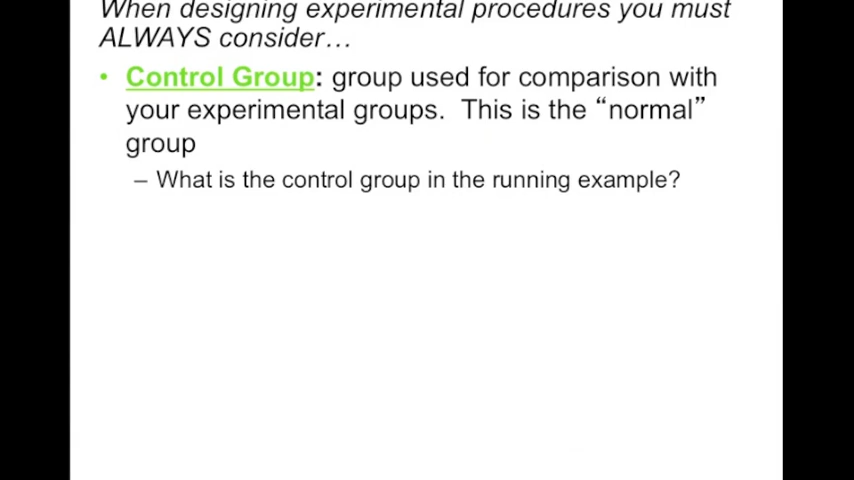 When designing experimental procedures you must
ALWAYS consider…
• Control Group: group used for comparison with
your experimental groups.  This is the “normal”
group
– What is the control group in the running example?